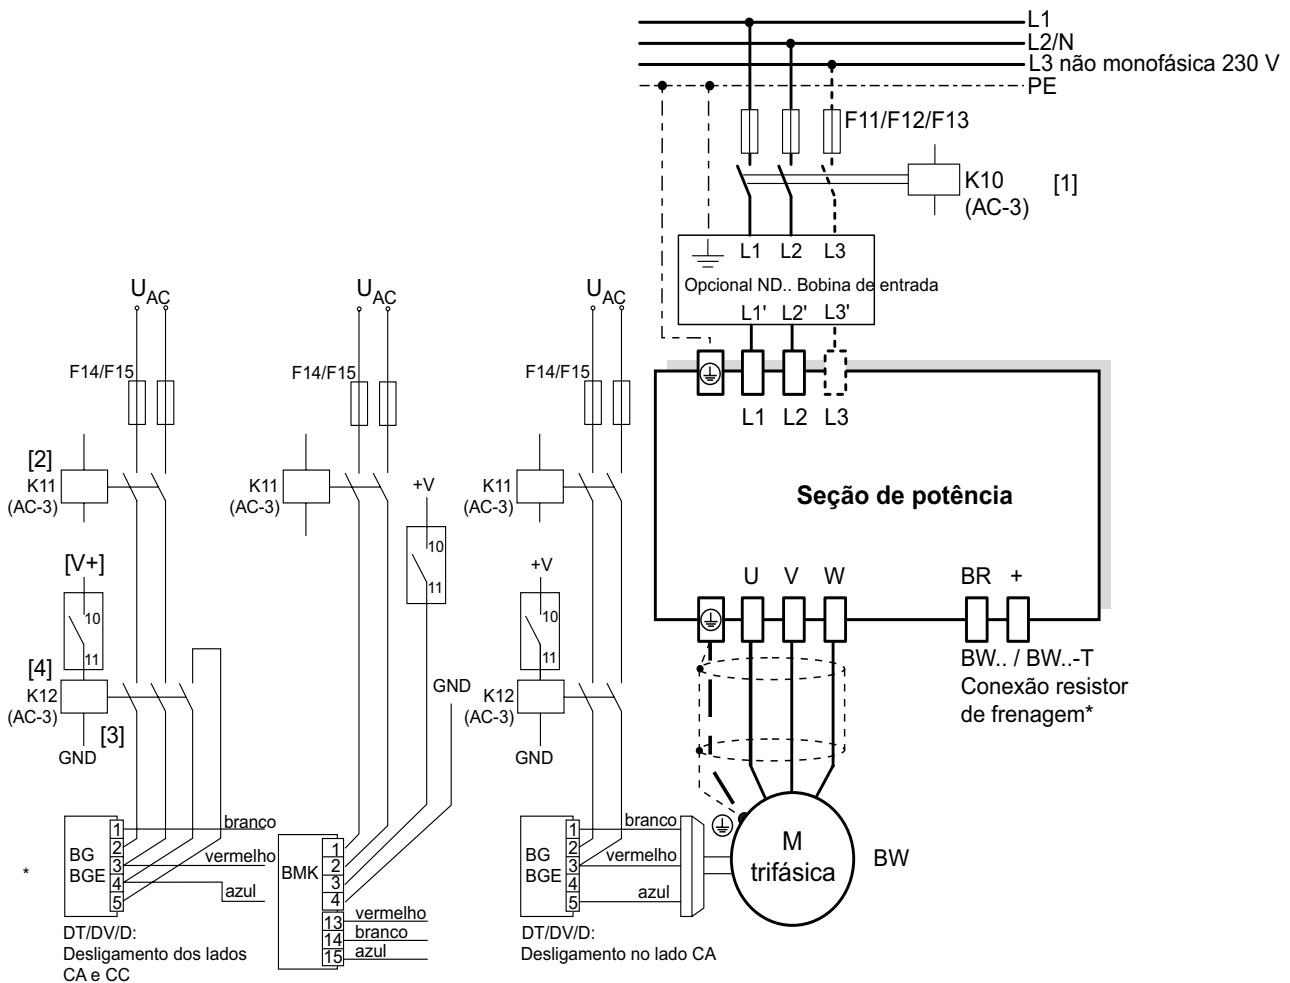 L1
L2/N
L3 não monofásica 230 V
PE
F11/F12/F13
K10
(AC-3)
[1]
L1 L2 L3
Opcional ND.. Bobina de entrada
L1' L2' L3'
L1 L2 L3
Seção de potência
U V W
BR +
BW.. / BW..-T
Conexão resistor
de frenagem*
M
trifásica
BW
UAC
F14/F15
[2]
K11
(AC-3)
[V+]
10
11
[4]
K12
(AC-3)
[3]
GND
BG
BGE
1
2
3
4
5
branco
vermelho
azul
*
DT/DV/D:
Desligamento dos lados
CA e CC
UAC
F14/F15
K11
(AC-3)
+V
10
11
GND
BMK
1
2
3
4
13
14
15
vermelho
branco
azul
UAC
F14/F15
K11
(AC-3)
+V
10
11
K12
(AC-3)
GND
BG
BGE
1
2
3
4
5
branco
vermelho
azul
DT/DV/D:
Desligamento no lado CA